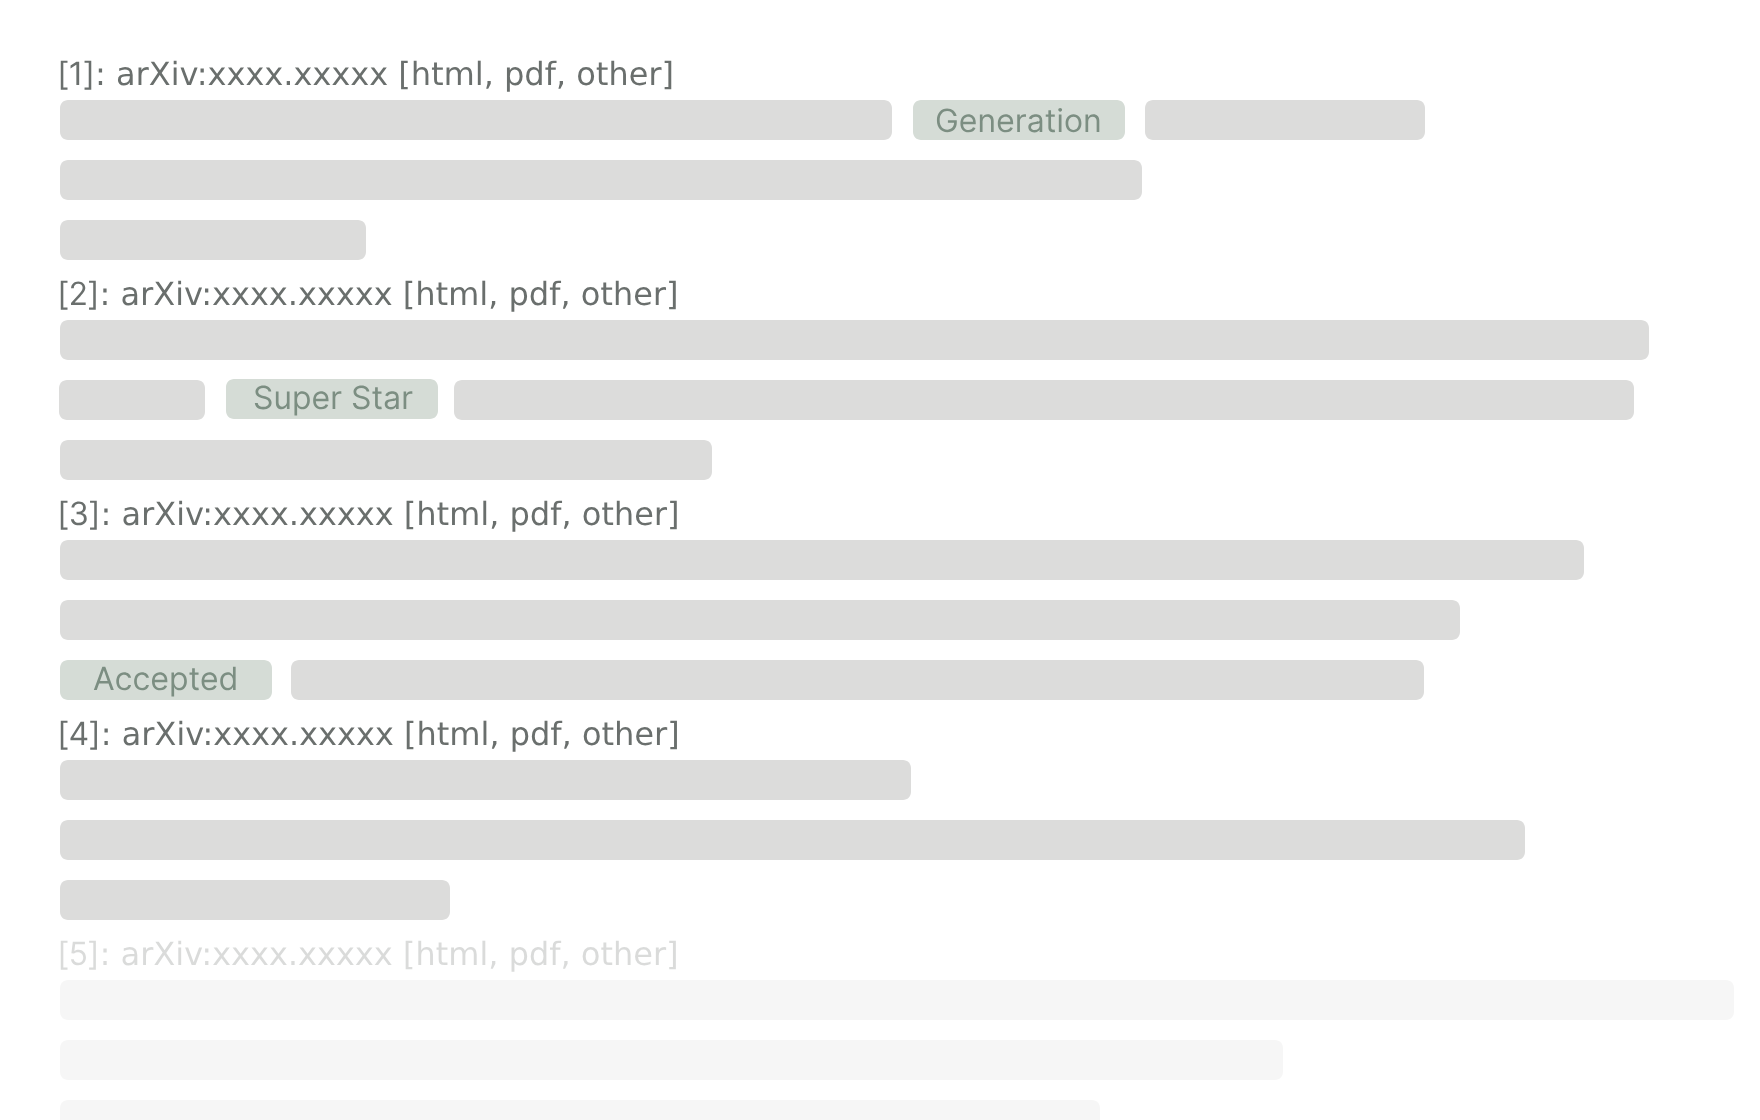 [1]: arXiv:xxxx.xxxxx [html, pdf, other]
Generation
[2]: arXiv:xxxx.xxxxx [html, pdf, other]
Super Star
[3]: arXiv:xxxx.xxxxx [html, pdf, other]
Accepted
[4]: arXiv:xxxx.xxxxx [html, pdf, other]
[5]: arXiv:xxxx.xxxxx [html, pdf, other]